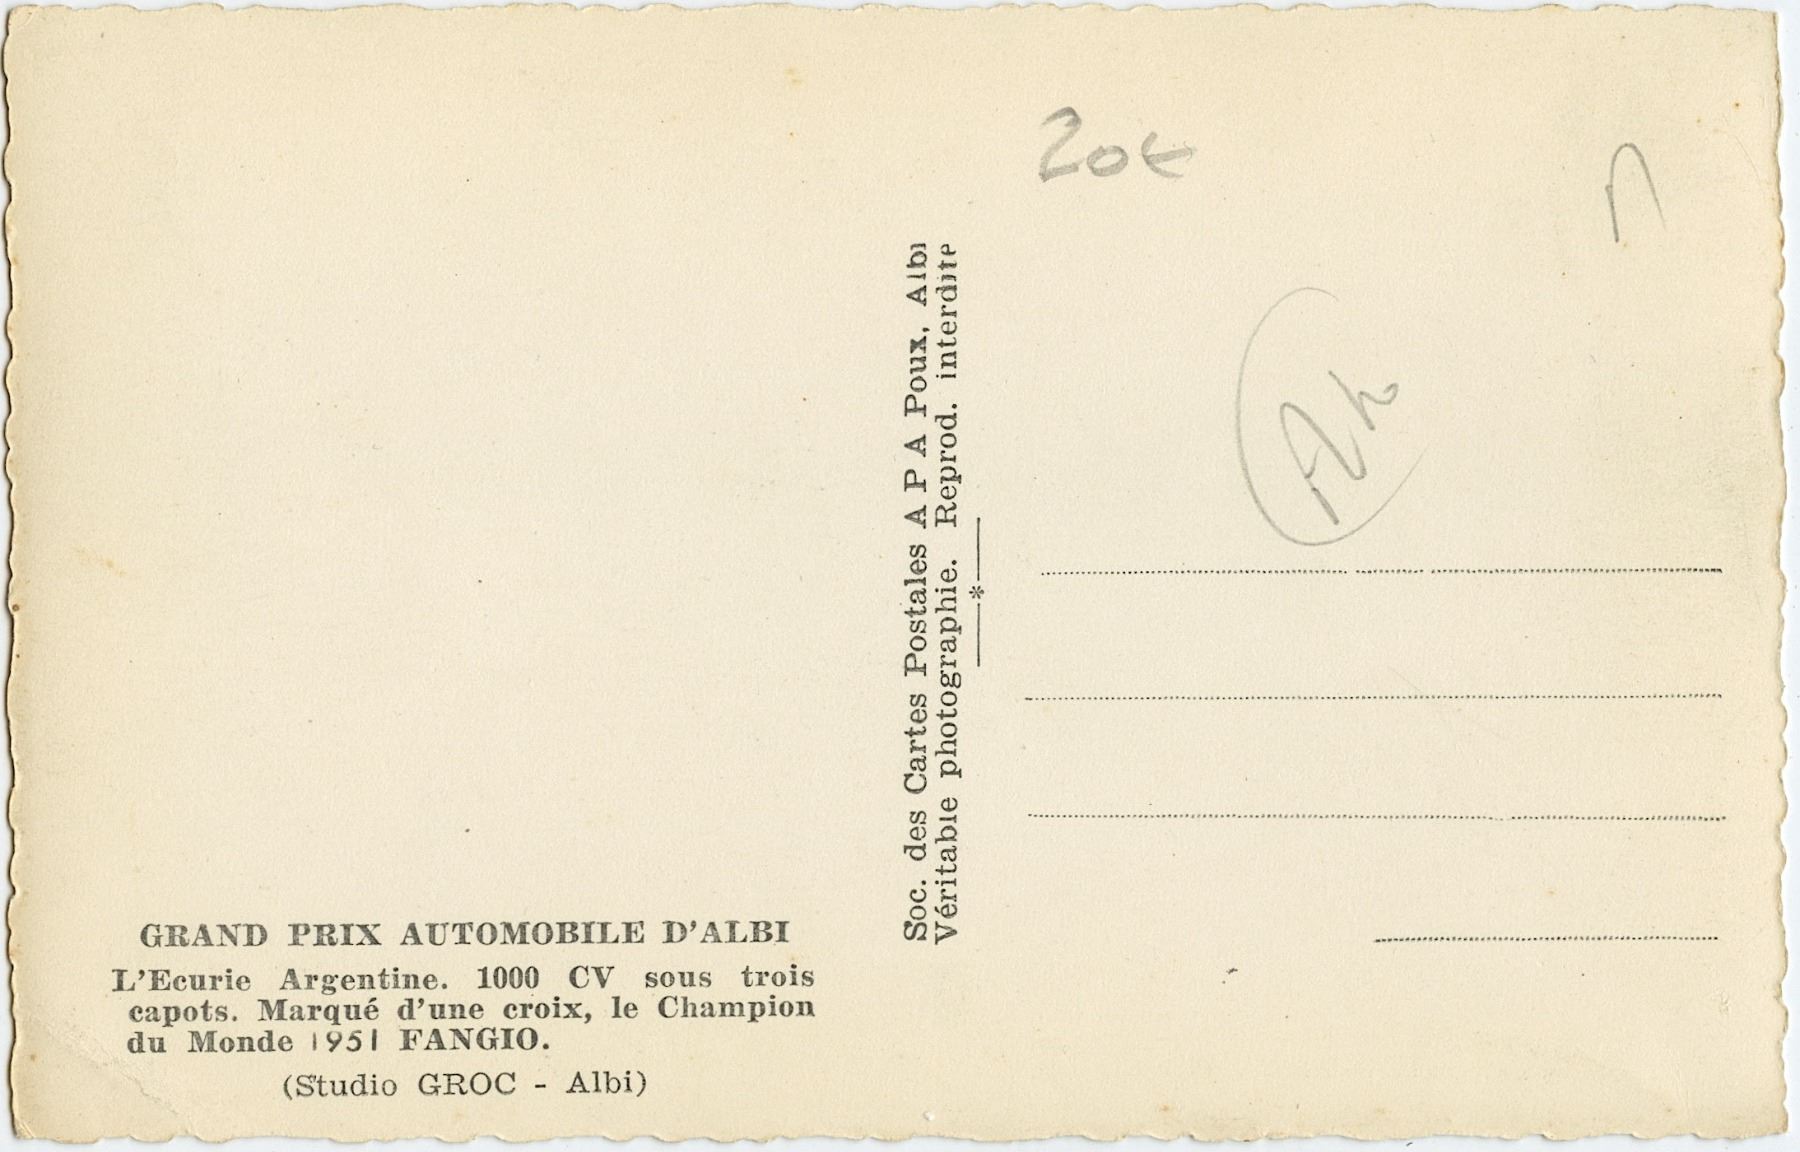 GRAND PRIX AUTOMOBILE D'ALBI
L'Ecurie Argentine. 1000 CV sous trois
capots. Marqué d'une croix, le Champion
du Monde 1951 FANGIO.
(Studio GROC - Albi)
Soc. des Cartes Postales A P A Poux, Albi
Véritable photographie. Reprod. interdite
*
20€